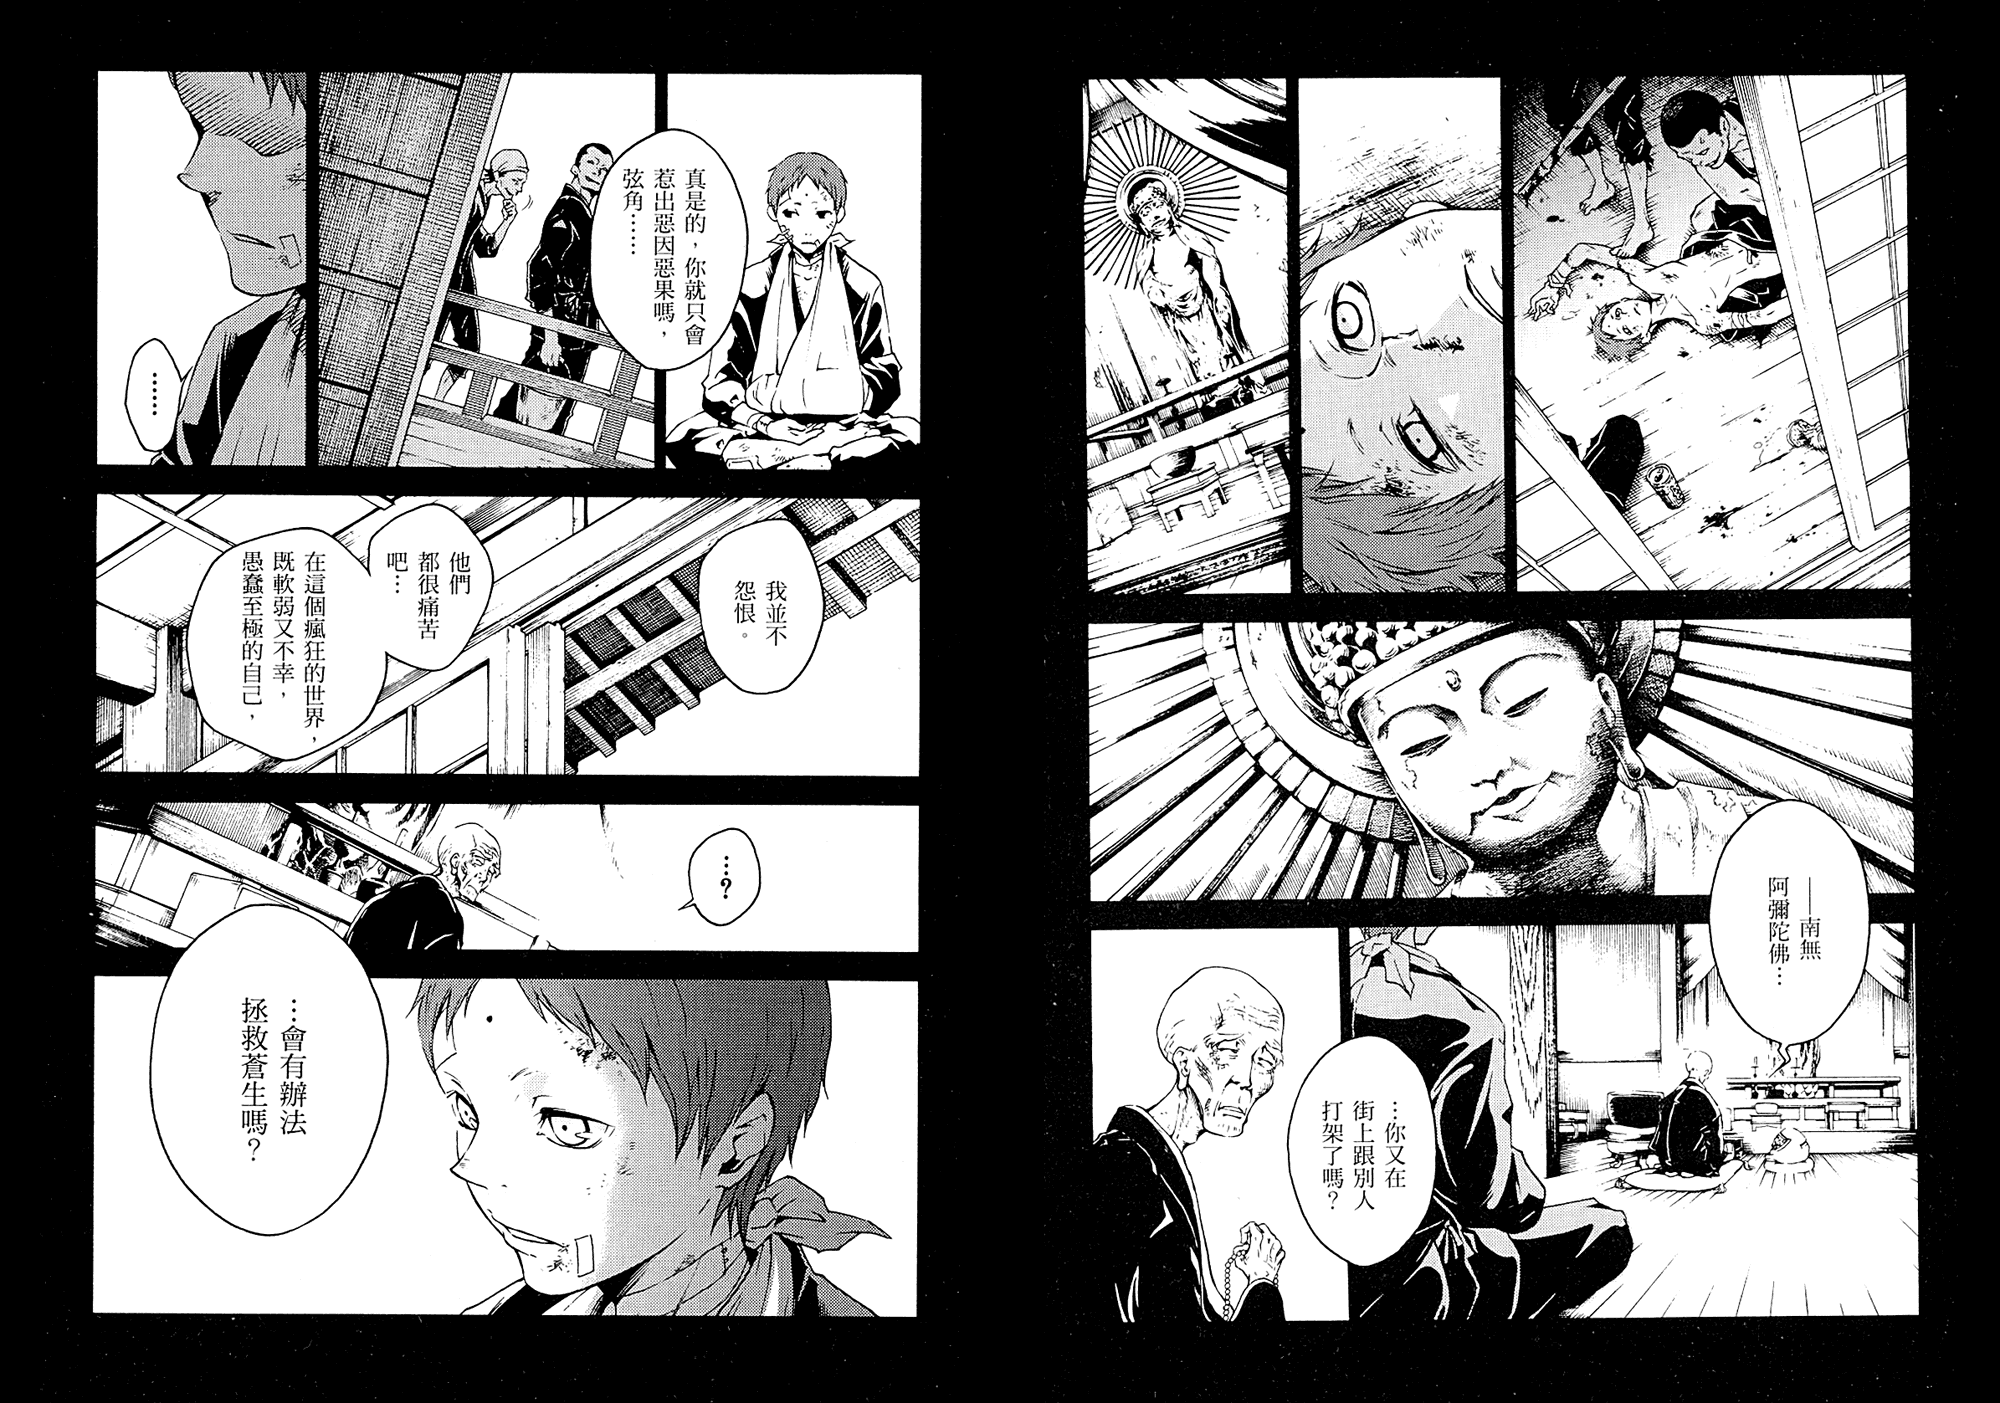 ——南無
阿彌陀佛…
…你又在
街上跟別人
打架了嗎？
真是的，你就只會
惹出惡因惡果嗎，
弦角……
……
我並不
怨恨。
他們
都很痛苦
吧…
在這個瘋狂的世界，
既軟弱又不幸，
愚蠢至極的自己，
…？
…會有辦法
拯救蒼生嗎？